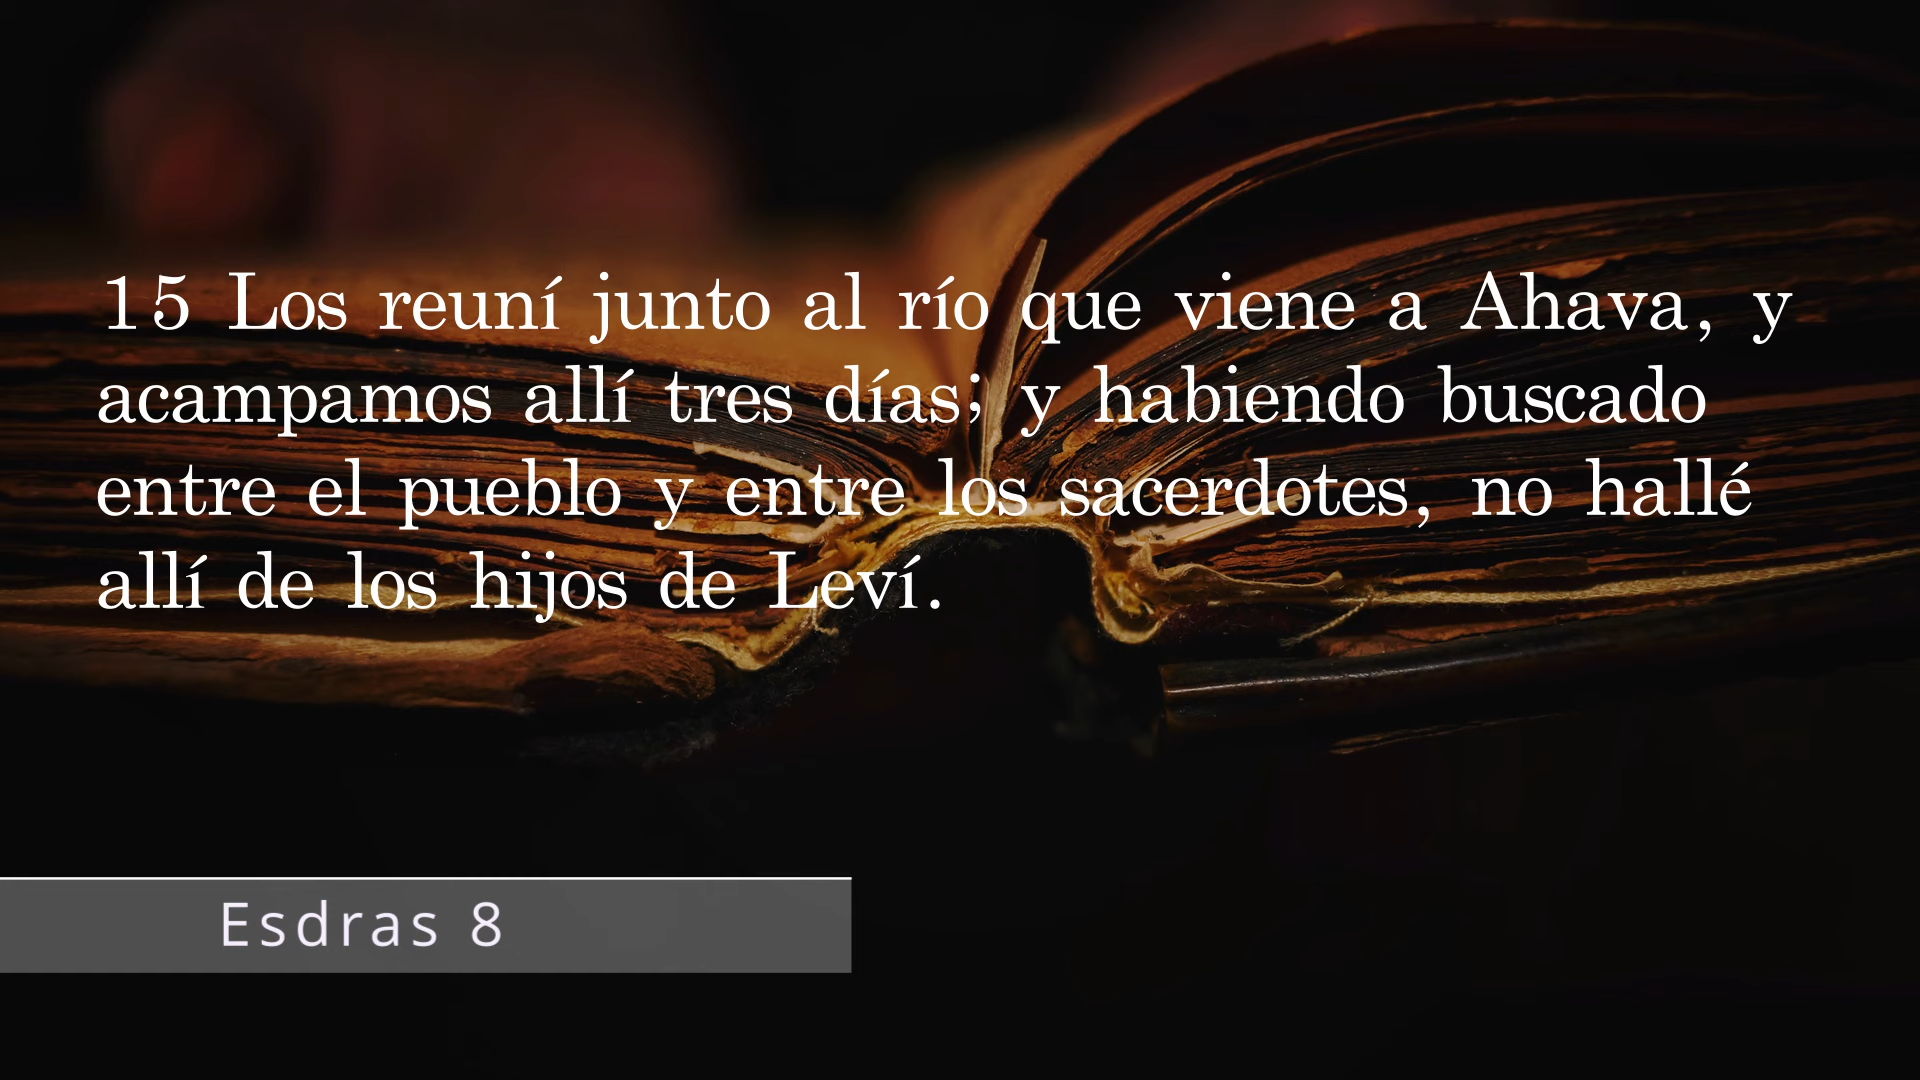 15 Los reuní junto al río que viene a Ahava, y
acampamos allí tres días; y habiendo buscado
entre el pueblo y entre los sacerdotes, no hallé
allí de los hijos de Leví.
Esdras 8